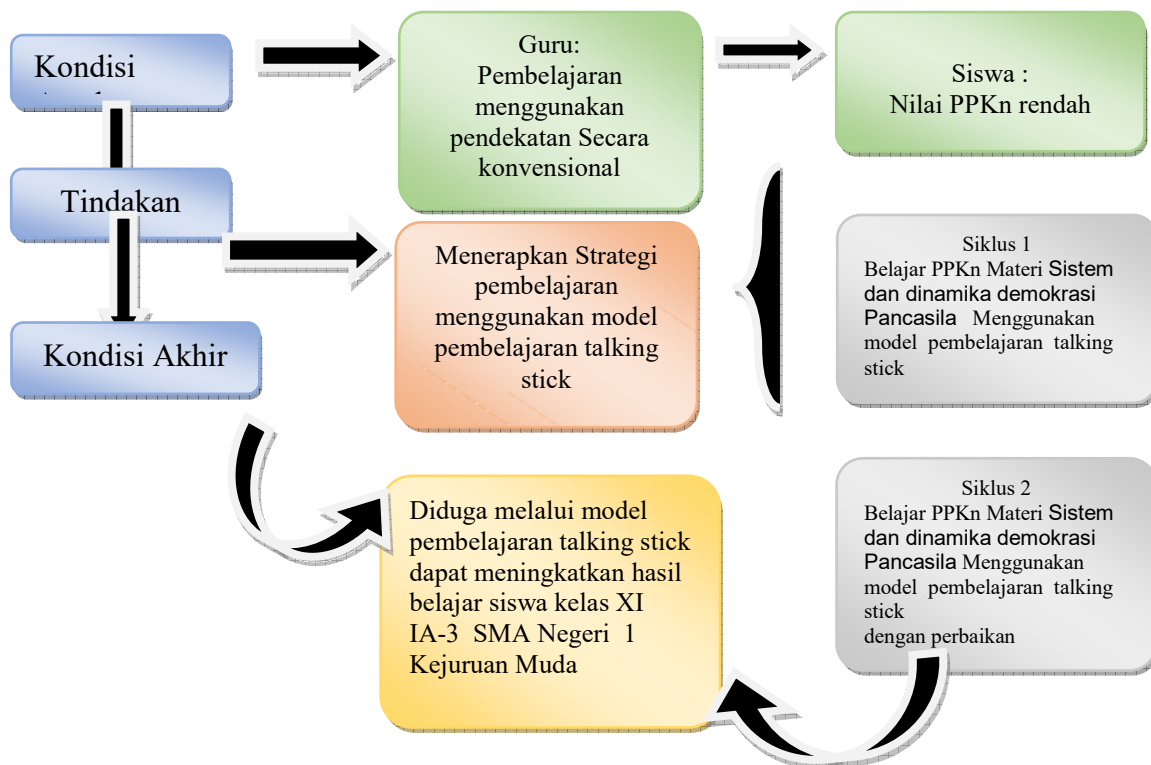 Kondisi
Guru:
Pembelajaran
menggunakan
pendekatan Secara
konvensional
Siswa :
Nilai PPKn rendah
Tindakan
Menerapkan Strategi
pembelajaran
menggunakan model
pembelajaran talking
stick
Siklus 1
Belajar PPKn Materi Sistem
dan dinamika demokrasi
Pancasila Menggunakan
model pembelajaran talking
stick
Kondisi Akhir
Diduga melalui model
pembelajaran talking stick
dapat meningkatkan hasil
belajar siswa kelas XI
IA-3 SMA Negeri 1
Kejuruan Muda
Siklus 2
Belajar PPKn Materi Sistem
dan dinamika demokrasi
Pancasila Menggunakan
model pembelajaran talking
stick
dengan perbaikan